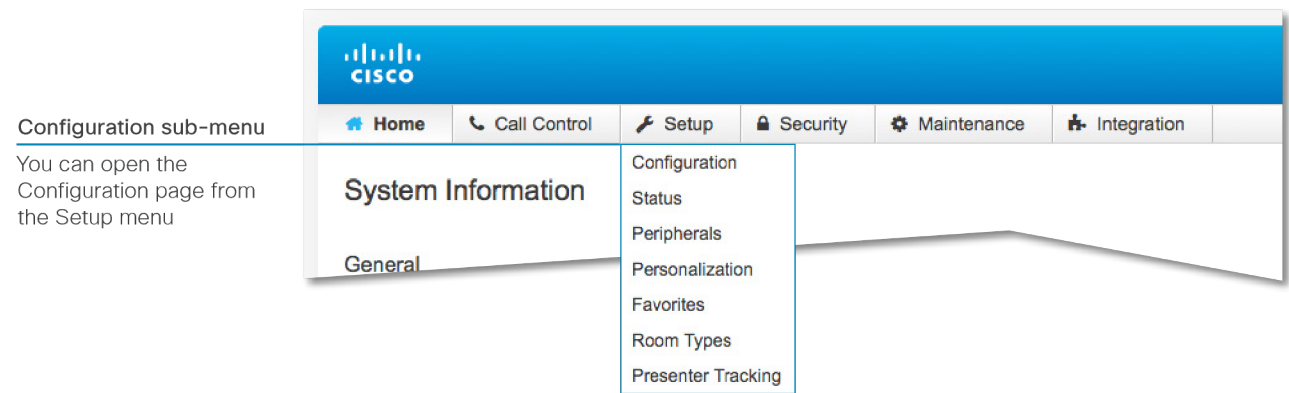 CISCO
Home Call Control Setup Security Maintenance Integration
Configuration sub-menu
You can open the
Configuration page from
the Setup menu
System Information
General
Configuration
Status
Peripherals
Personalization
Favorites
Room Types
Presenter Tracking